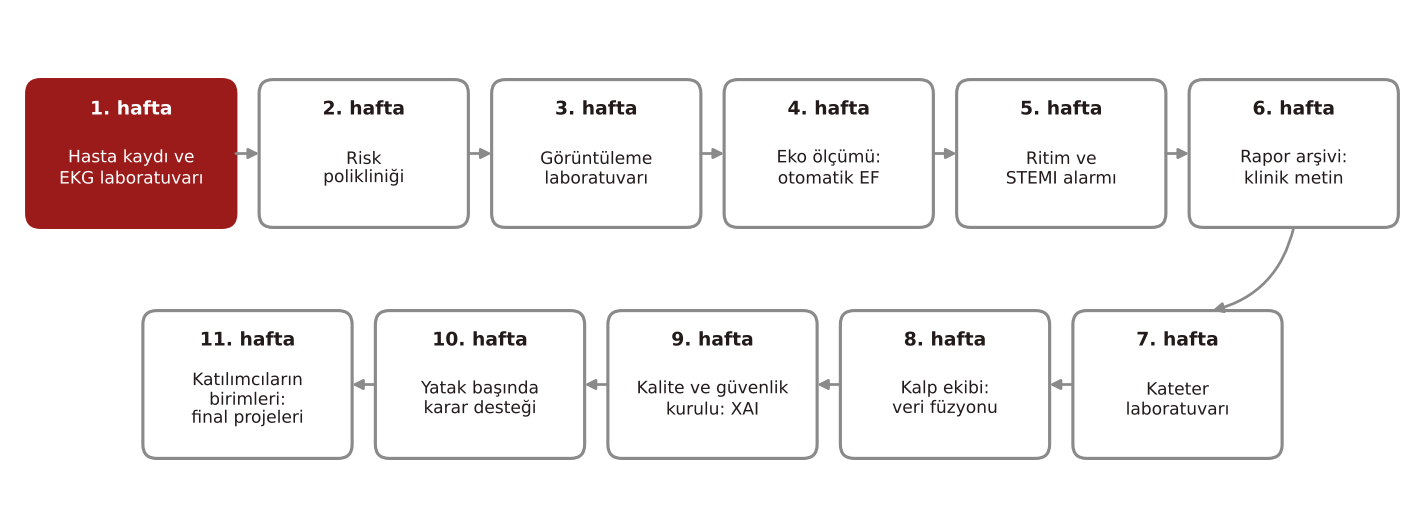 1. hafta
Hasta kaydı ve
EKG laboratuvarı
2. hafta
Risk
polikliniği
3. hafta
Görüntüleme
laboratuvarı
4. hafta
Eko ölçümü:
otomatik EF
5. hafta
Ritim ve
STEMI alarmı
6. hafta
Rapor arşivi:
klinik metin
7. hafta
Kateter
laboratuvarı
8. hafta
Kalp ekibi:
veri füzyonu
9. hafta
Kalite ve güvenlik
kurulu: XAI
10. hafta
Yatak başında
karar desteği
11. hafta
Katılımcıların
birimleri:
final projeleri